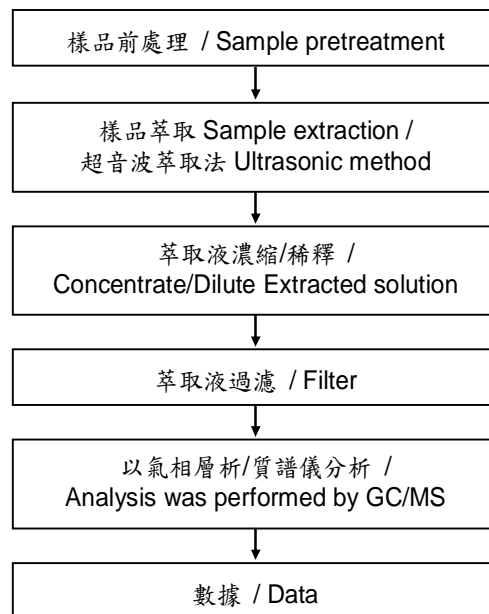 樣品前處理 / Sample pretreatment
樣品萃取 Sample extraction /
超音波萃取法 Ultrasonic method
萃取液濃縮/稀釋 /
Concentrate/Dilute Extracted solution
萃取液過濾 / Filter
以氣相層析/質譜儀分析 /
Analysis was performed by GC/MS
數據 / Data